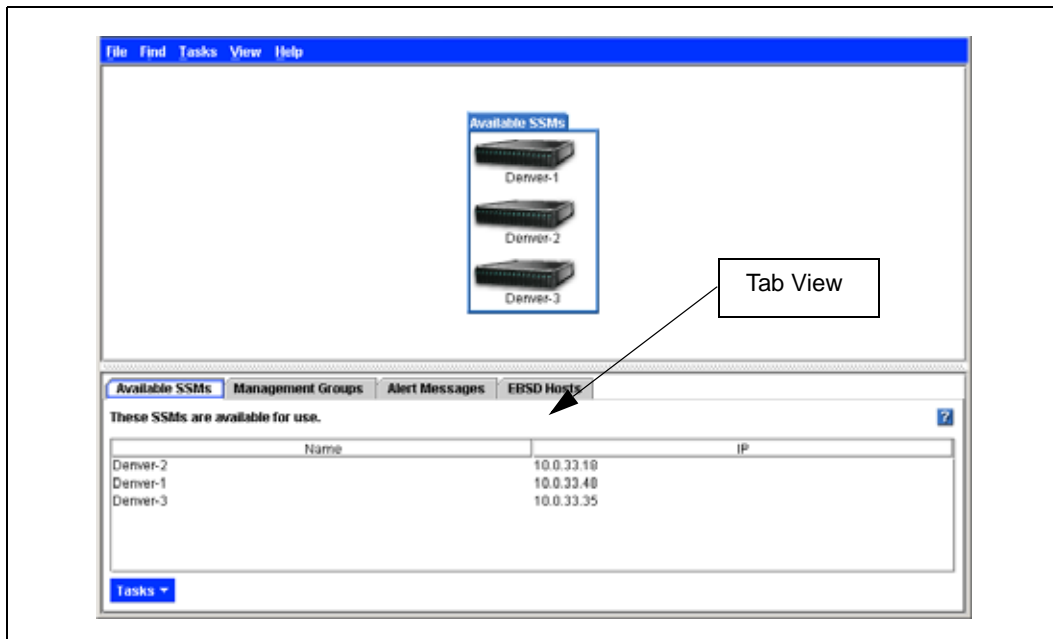 File Find Tasks View Help
Available SSMs
Denver-1
Denver-2
Denver-3
Tab View
Available SSMs Management Groups Alert Messages EBSD Hosts
These SSMs are available for use.
?
Name IP
Denver-2 10.0.33.18
Denver-1 10.0.33.48
Denver-3 10.0.33.35
Tasks